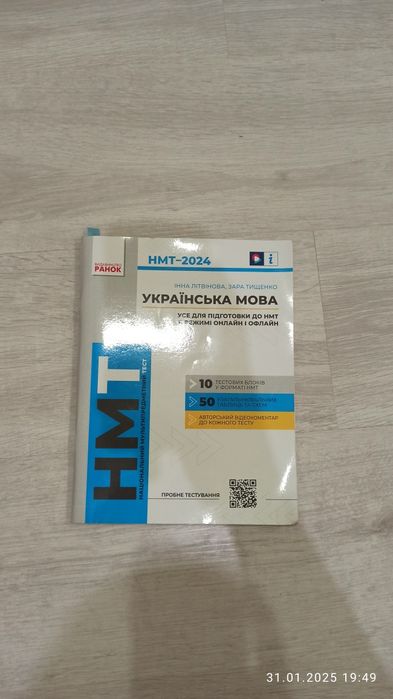 ВИДАВНИЦТВО
РАНОК
НМТ–2024
ІННА ЛІТВІНОВА, ЗАРА ТИЩЕНКО
УКРАЇНСЬКА МОВА
УСЕ ДЛЯ ПІДГОТОВКИ ДО НМТ
В РЕЖИМІ ОНЛАЙН І ОФЛАЙН
10 ТЕСТОВИХ БЛОКІВ
У ФОРМАТІ НМТ
50
АВТОРСЬКИЙ ВІДЕОКОМЕНТАР
ДО КОЖНОГО ТЕСТУ
НМТ
НАЦІОНАЛЬНИЙ МУЛЬТИПРЕДМЕТНИЙ ТЕСТ
ПРОБНЕ ТЕСТУВАННЯ
31.01.2025 19:49